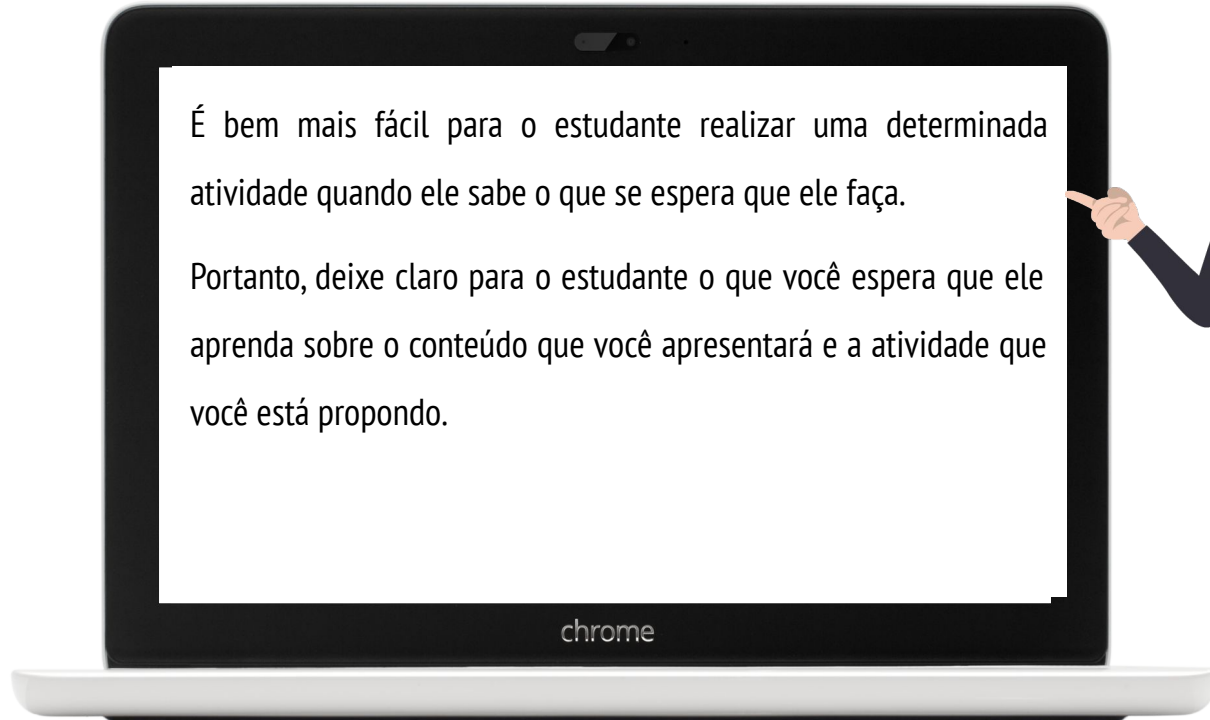 É bem mais fácil para o estudante realizar uma determinada
atividade quando ele sabe o que se espera que ele faça.
Portanto, deixe claro para o estudante o que você espera que ele
aprenda sobre o conteúdo que você apresentará e a atividade que
você está propondo.
chrome